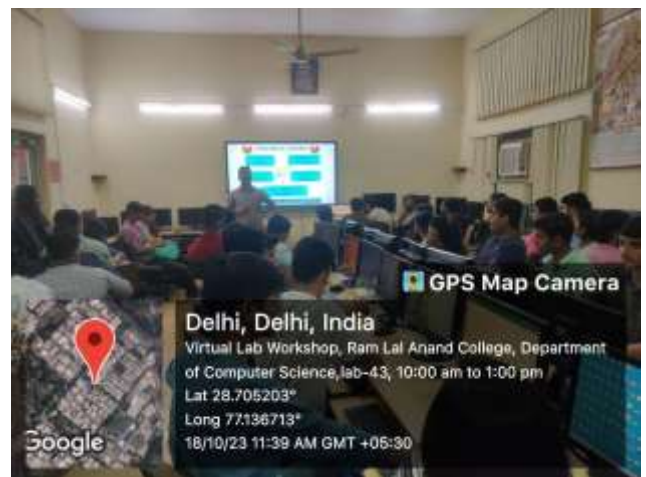 GPS Map Camera
Delhi, Delhi, India
Virtual Lab Workshop, Ram Lal Anand College, Department
of Computer Science,lab-43, 10:00 am to 1:00 pm
Lat 28.705203°
Long 77.136713°
18/10/23 11:39 AM GMT +05:30
Google